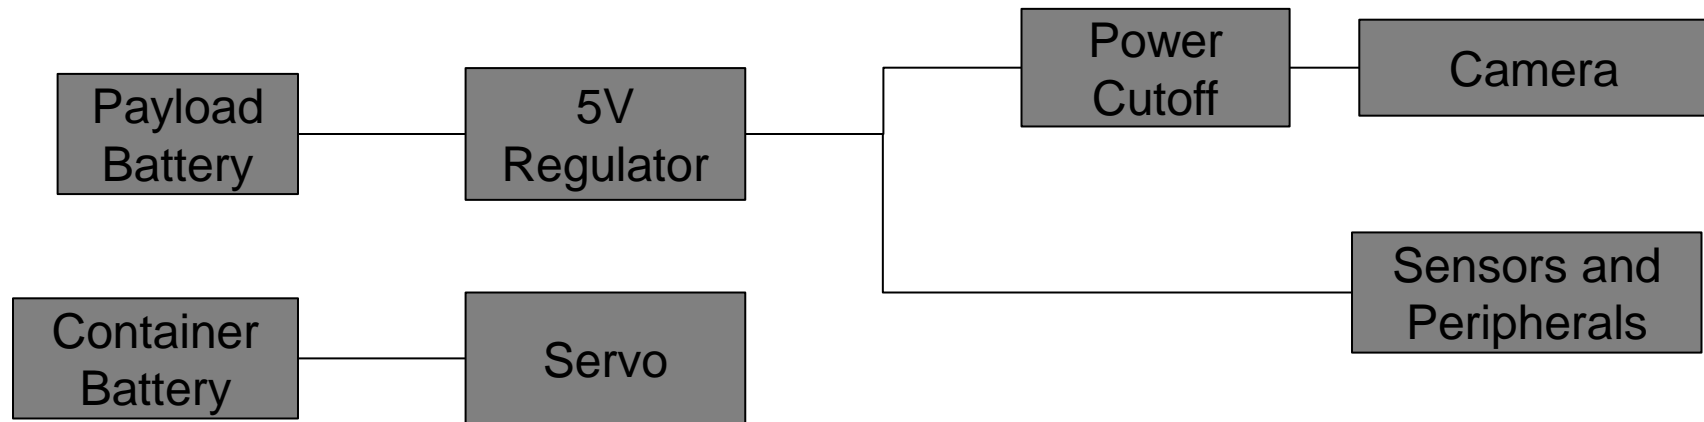 Payload
Battery
5V
Regulator
Power
Cutoff
Camera
Sensors and
Peripherals
Container
Battery
Servo